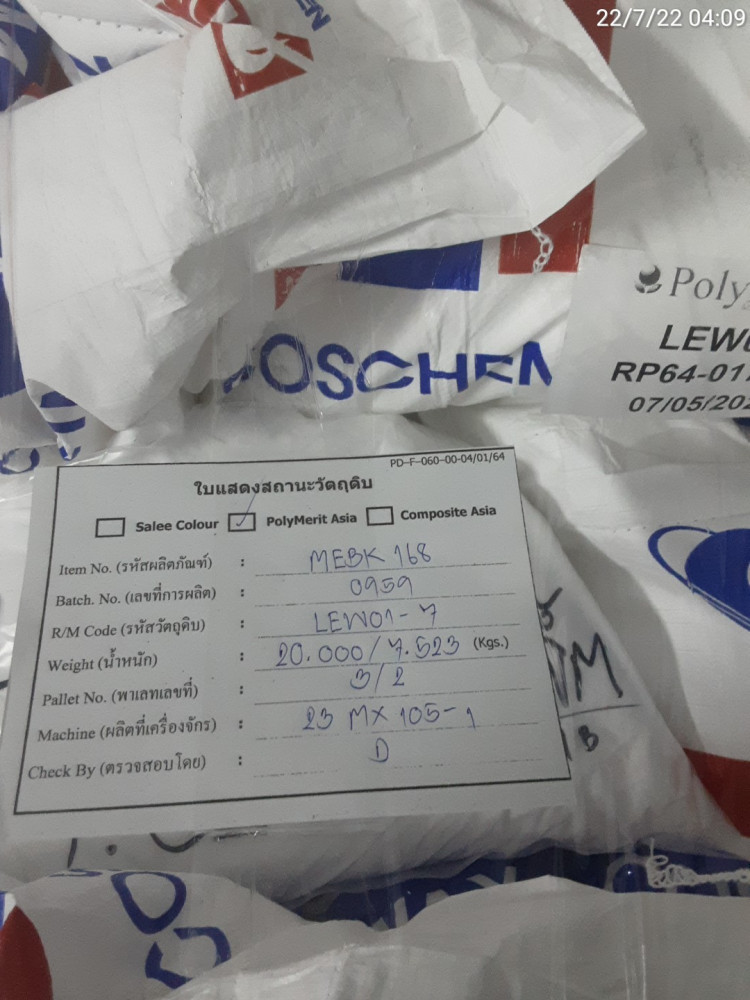 22/7/22 04:09
OSCHEN
Poly
LEW0
RP64-01
07/05/202
PD-F-060-00-04/01/64
ใบแสดงสถานะวัตถุดิบ
Salee Colour PolyMerit Asia Composite Asia
Item No. (รหัสผลิตภัณฑ์) : MEBK 168
Batch. No. (เลขที่การผลิต) : 0959
R/M Code (รหัสวัตถุดิบ) : LEW01-7
Weight (น้ำหนัก) : 20.000/7.523 (Kgs.)
Pallet No. (พาเลทเลขที่) : 3/2
Machine (ผลิตที่เครื่องจักร) : 23 MX 105-1
Check By (ตรวจสอบโดย) : D